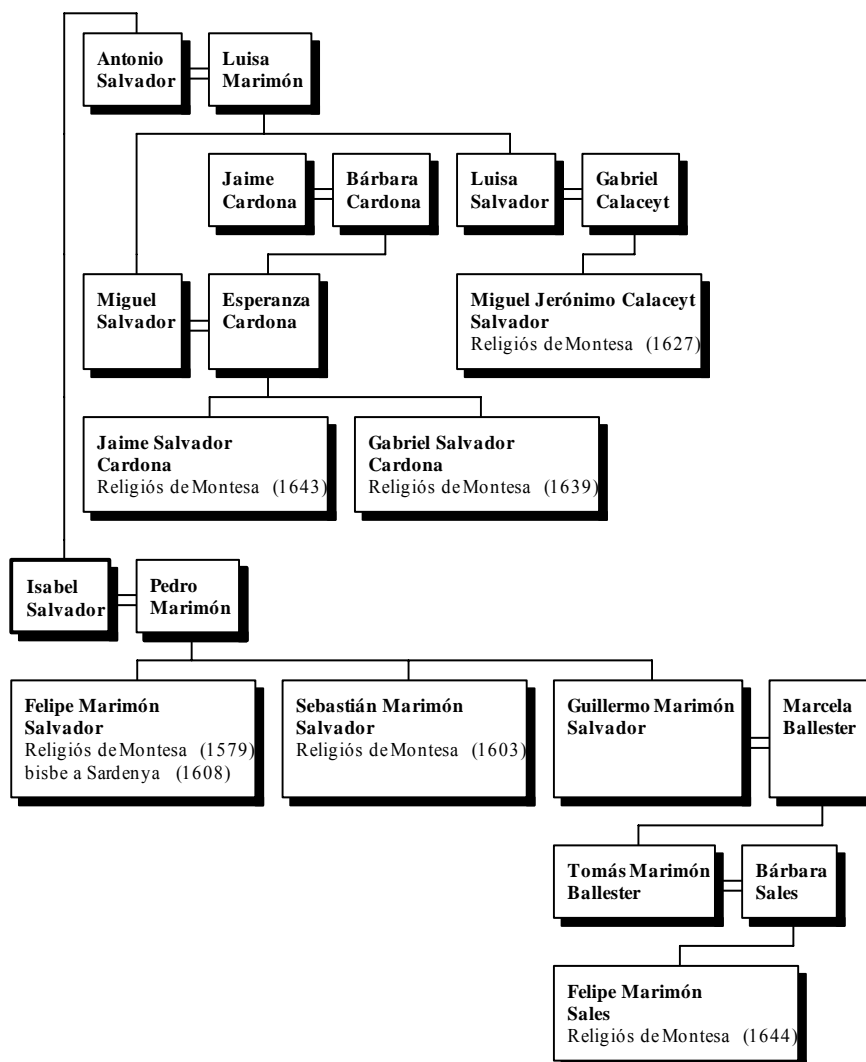 Antonio
Salvador
Luisa
Marimón
Jaime
Cardona
Bárbara
Cardona
Luisa
Salvador
Gabriel
Calaceyt
Miguel
Salvador
Esperanza
Cardona
Miguel Jerónimo Calaceyt
Salvador
Religiós de Montesa (1627)
Jaime Salvador
Cardona
Religiós de Montesa (1643)
Gabriel Salvador
Cardona
Religiós de Montesa (1639)
Isabel
Salvador
Pedro
Marimón
Felipe Marimón
Salvador
Religiós de Montesa (1579)
bisbe a Sardenya (1608)
Sebastián Marimón
Salvador
Religiós de Montesa (1603)
Guillermo Marimón
Salvador
Marcela
Ballester
Tomás Marimón
Ballester
Bárbara
Sales
Felipe Marimón
Sales
Religiós de Montesa (1644)